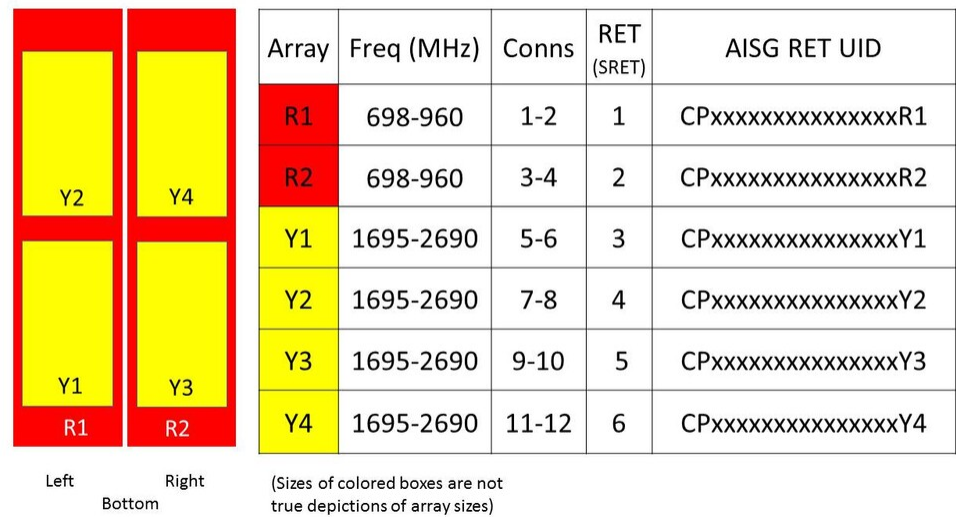 Y2
Y4
Y1
Y3
R1
R2
Left
Right
Bottom
Array Freq (MHz) Conns RET (SRET) AISG RET UID
R1 698-960 1-2 1 CPxxxxxxxxxxxxxxxR1
R2 698-960 3-4 2 CPxxxxxxxxxxxxxxxR2
Y1 1695-2690 5-6 3 CPxxxxxxxxxxxxxxxY1
Y2 1695-2690 7-8 4 CPxxxxxxxxxxxxxxxY2
Y3 1695-2690 9-10 5 CPxxxxxxxxxxxxxxxY3
Y4 1695-2690 11-12 6 CPxxxxxxxxxxxxxxxY4
(Sizes of colored boxes are not
true depictions of array sizes)